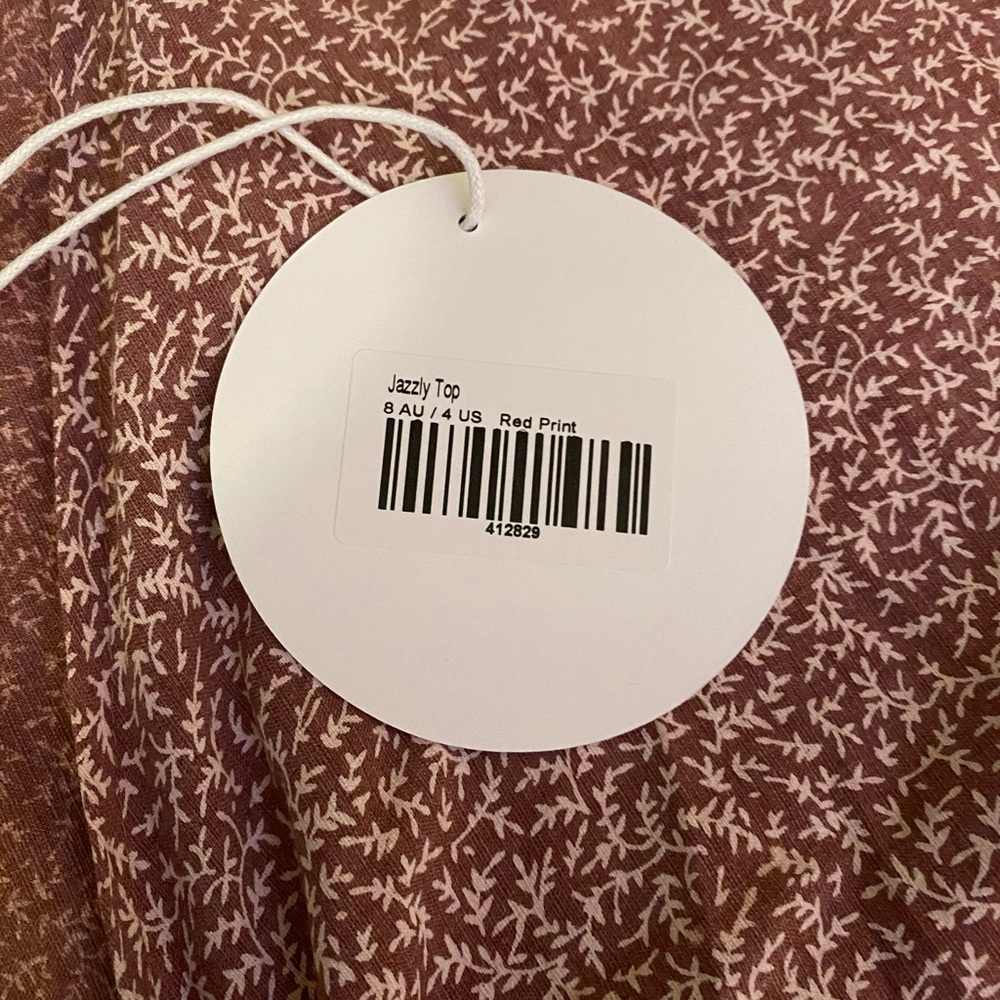 Jazzly Top
8 AU / 4 US Red Print
412829